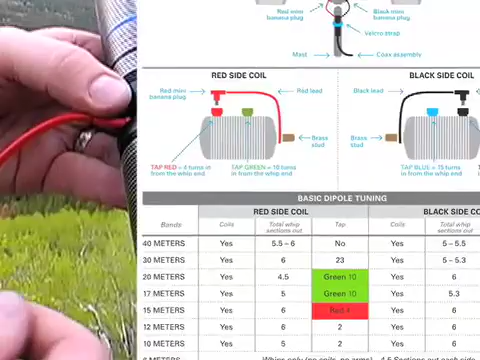 Red mini
banana plug
Black mini
banana plug
Velcro strap
Mast
Coax assembly
RED SIDE COIL
BLACK SIDE COIL
Red mini
banana plug
Red lead
Black lead
Brass
stud
Brass
stud
TAP RED = 4 turns in
from the whip end
TAP GREEN = 10 turns
in from the whip end
TAP BLUE = 15 turns
in from the whip end
BASIC DIPOLE TUNING
RED SIDE COIL
BLACK SIDE CO
Bands Coils Total whip sections out Tap Coils Total whip sections out
40 METERS Yes 5.5 – 6 No Yes 5 – 5.5
30 METERS Yes 6 23 Yes 5 – 5.3
20 METERS Yes 4.5 Green 10 Yes 6
17 METERS Yes 5 Green 10 Yes 5.3
15 METERS Yes 6 Red 4 Yes 6
12 METERS Yes 6 2 Yes 6
10 METERS Yes 5 2 Yes 6